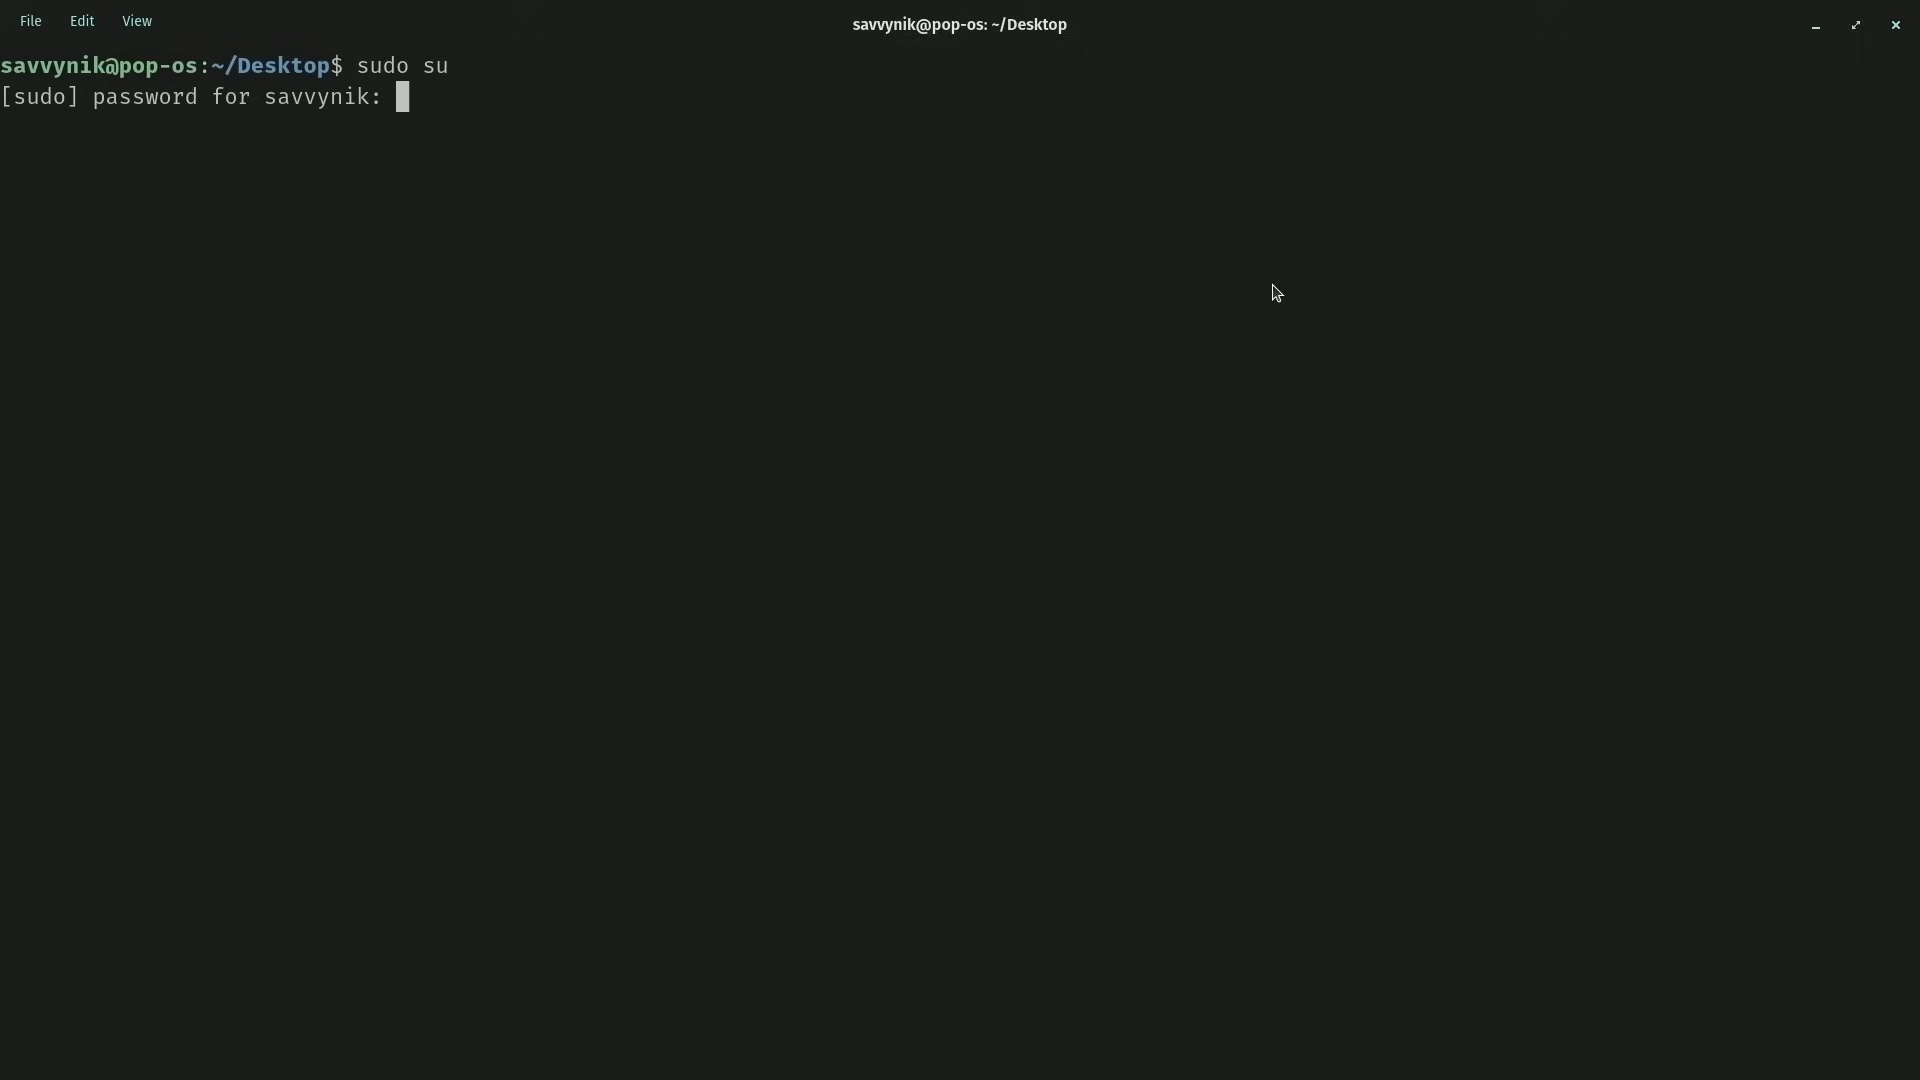 File Edit View
savvynik@pop-os: ~/Desktop
savvynik@pop-os:~/Desktop$ sudo su
[sudo] password for savvynik: